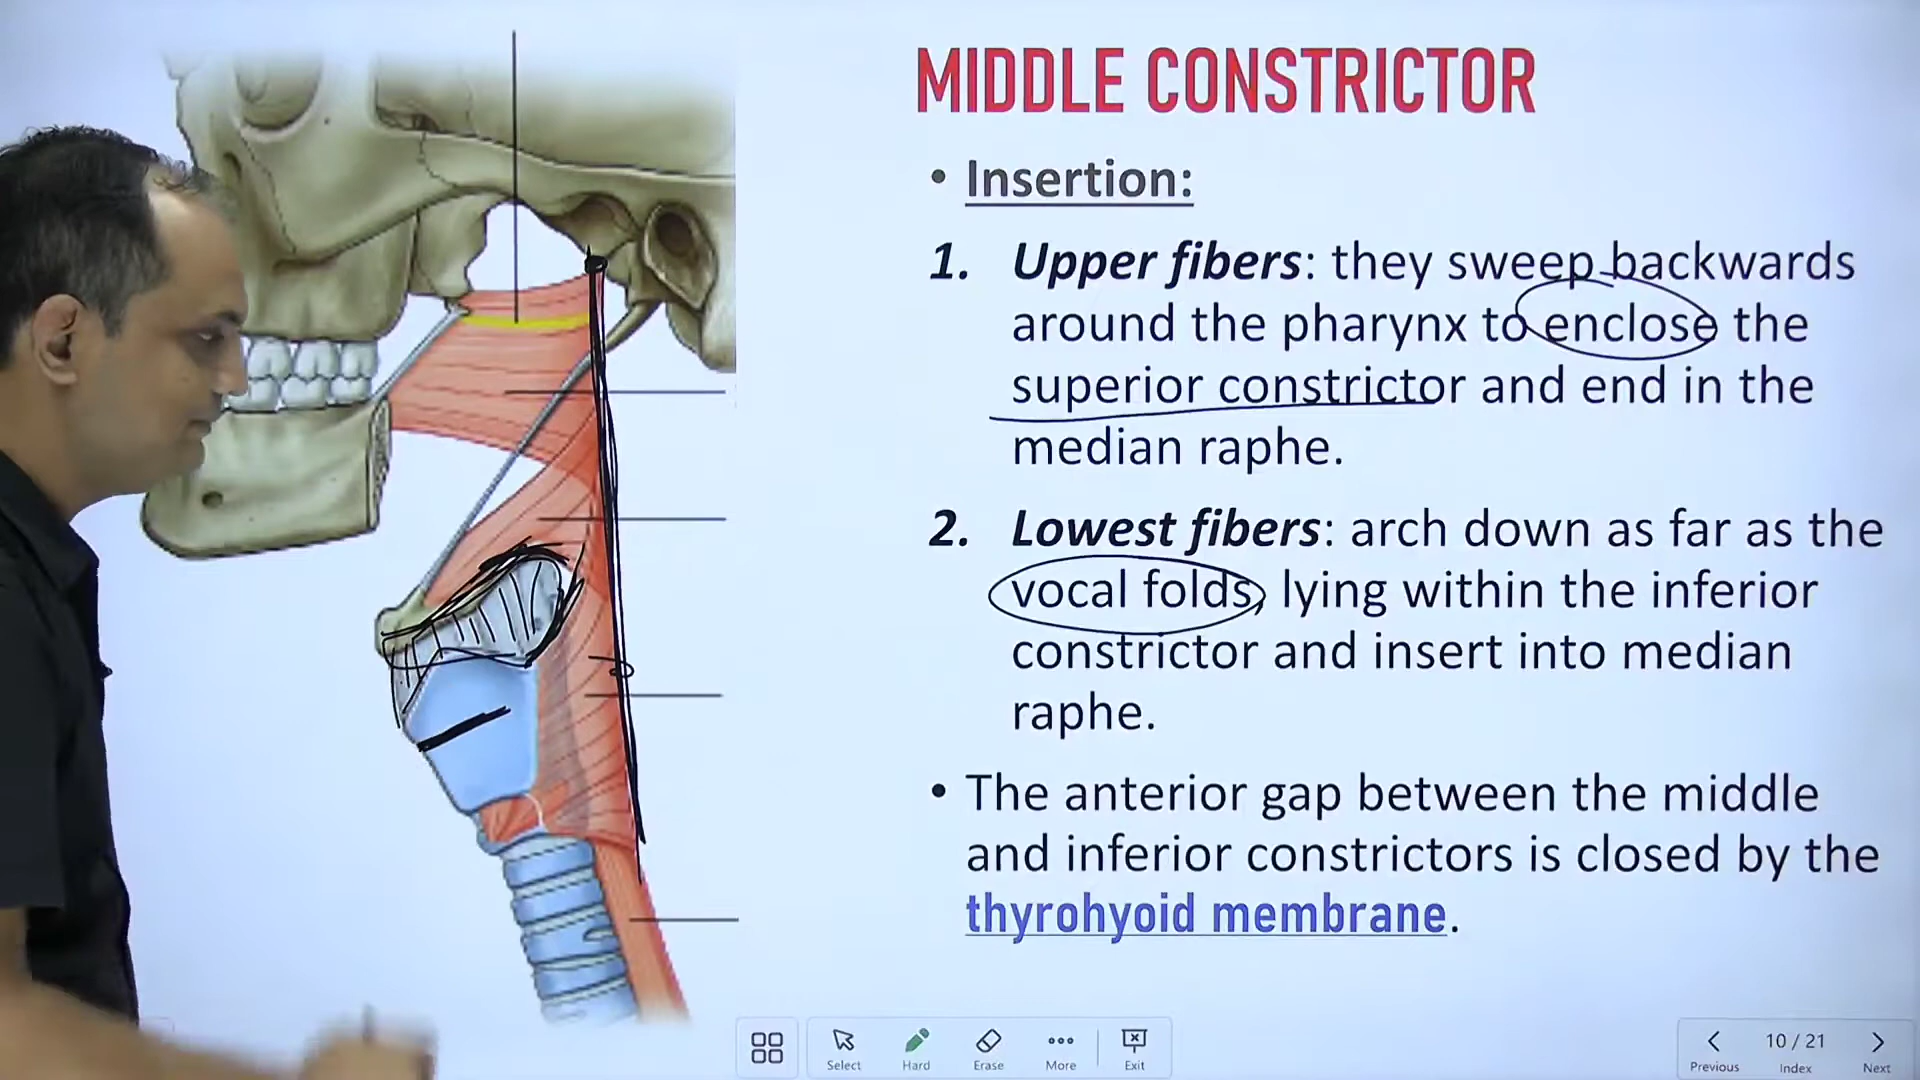 MIDDLE CONSTRICTOR
• Insertion:
1. Upper fibers: they sweep backwards
around the pharynx to enclose the
superior constrictor and end in the
median raphe.
2. Lowest fibers: arch down as far as the
vocal folds, lying within the inferior
constrictor and insert into median
raphe.
• The anterior gap between the middle
and inferior constrictors is closed by the
thyrohyoid membrane.
Select Hard Erase More Exit
10 / 21
Previous Index Next